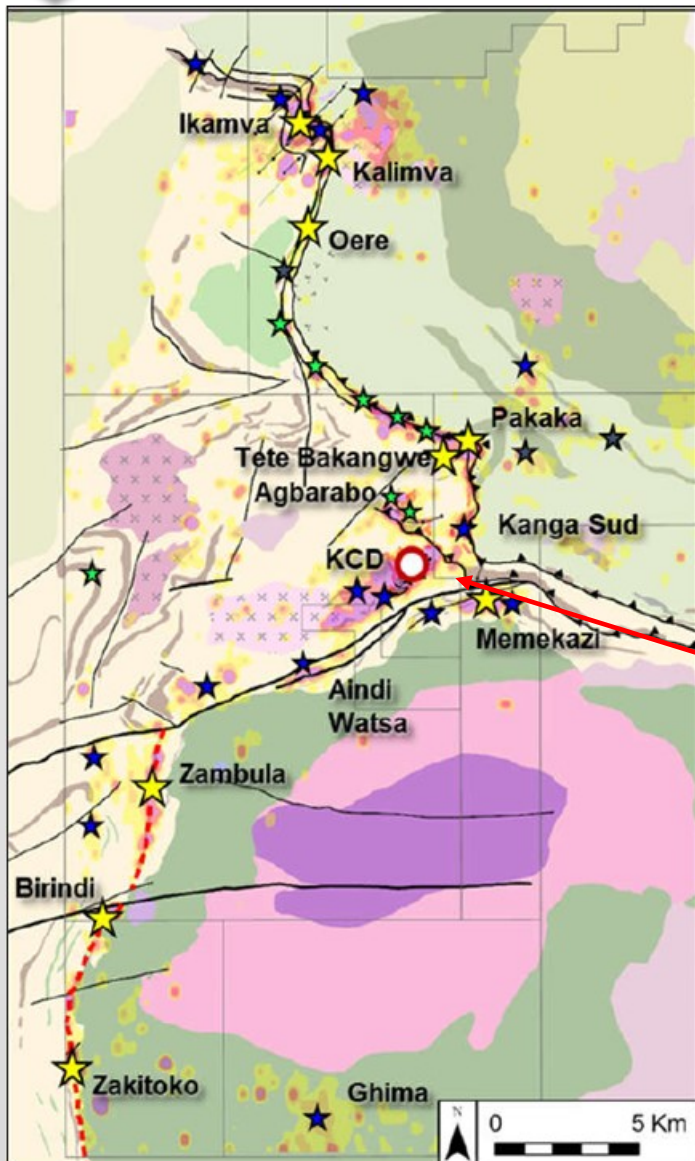 Ikamva
Kalimva
Oere
Pakaka
Tete Bakangwe
Agbarabo
Kanga Sud
KCD
Memekazi
Aindi
Watsa
Zambula
Birindi
Zakitoko
Ghima
N
0 5 Km